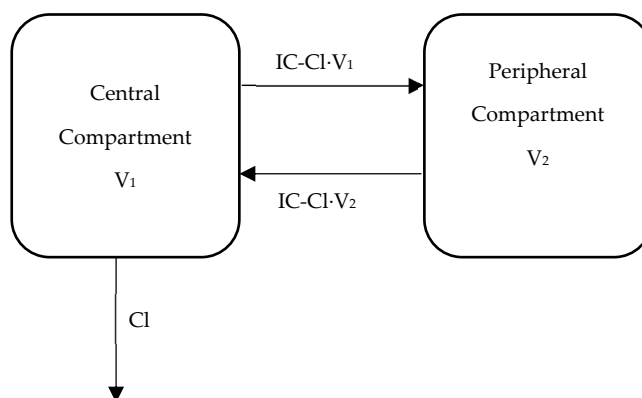 Central
Compartment
V₁
IC-Cl·V₁
Peripheral
Compartment
V₂
IC-Cl·V₂
Cl